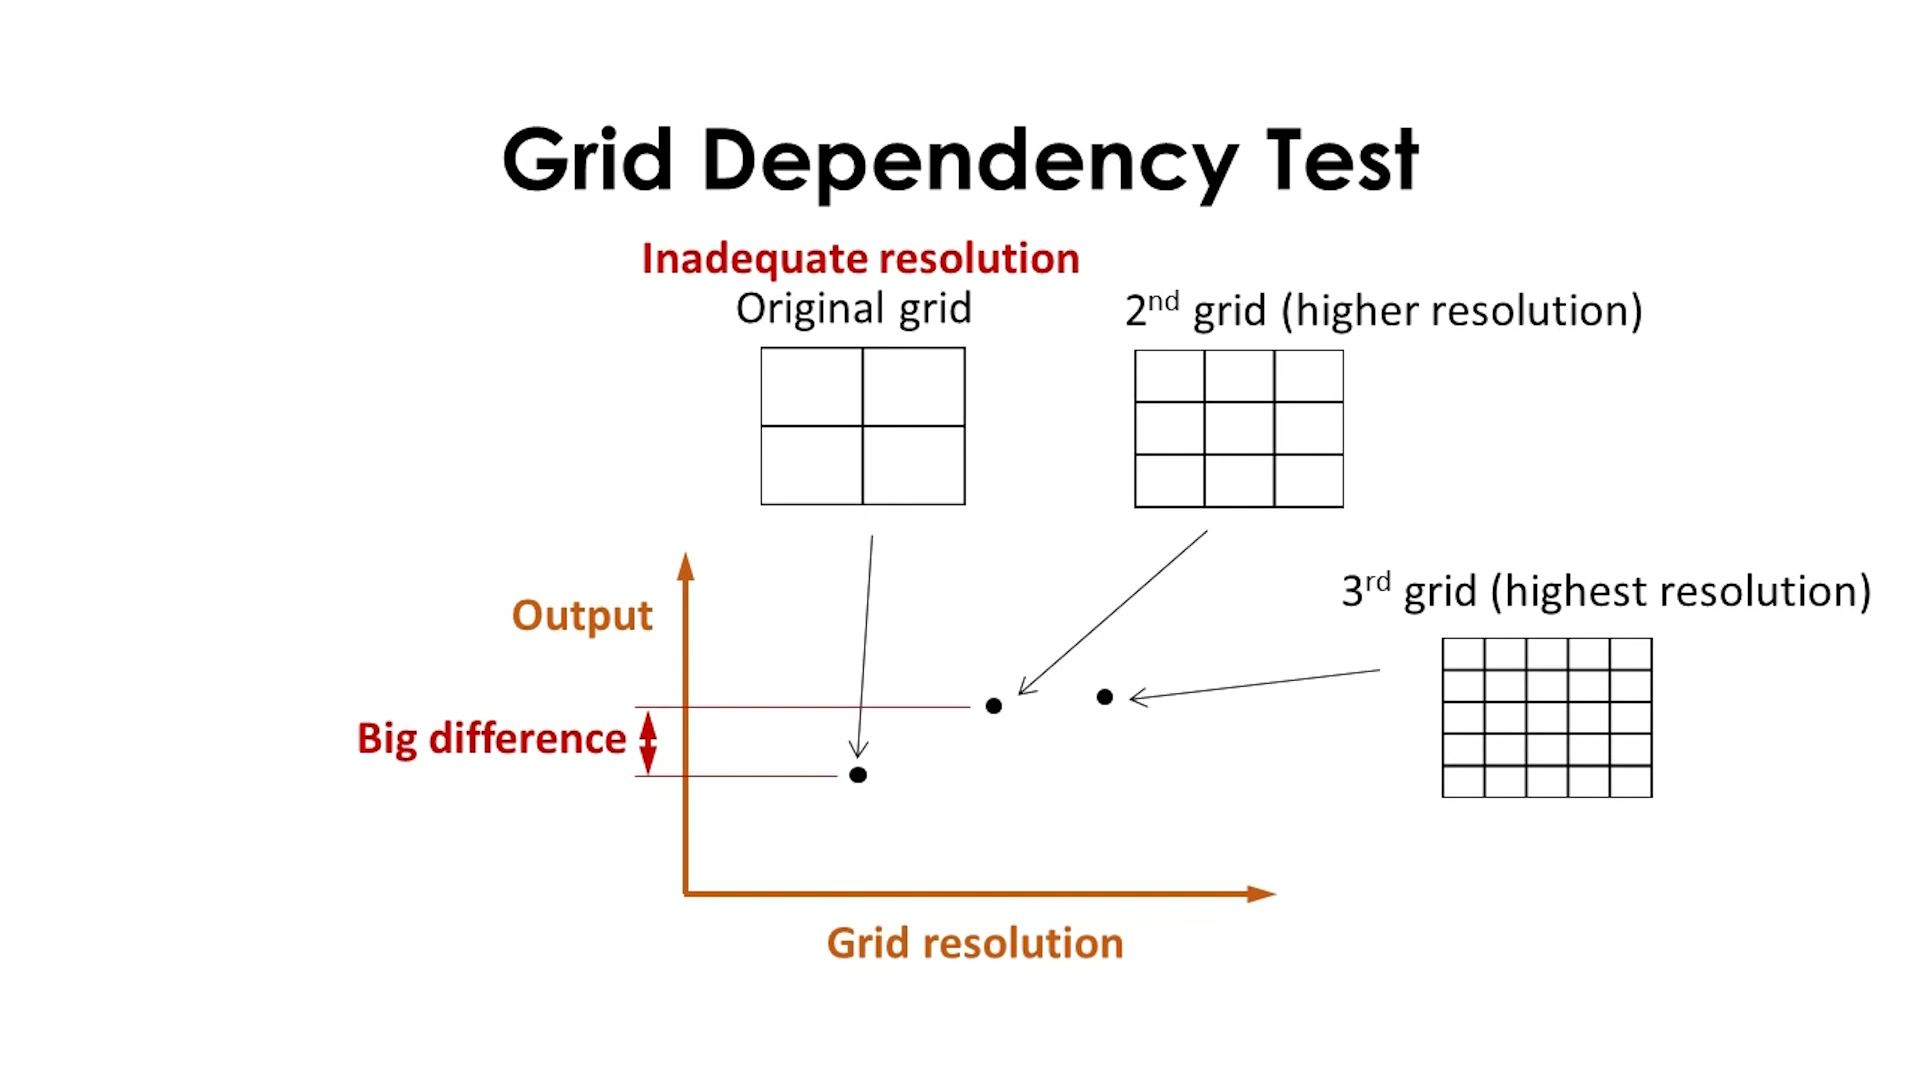 Grid Dependency Test
Inadequate resolution
Original grid
2nd grid (higher resolution)
3rd grid (highest resolution)
Output
Big difference
Grid resolution